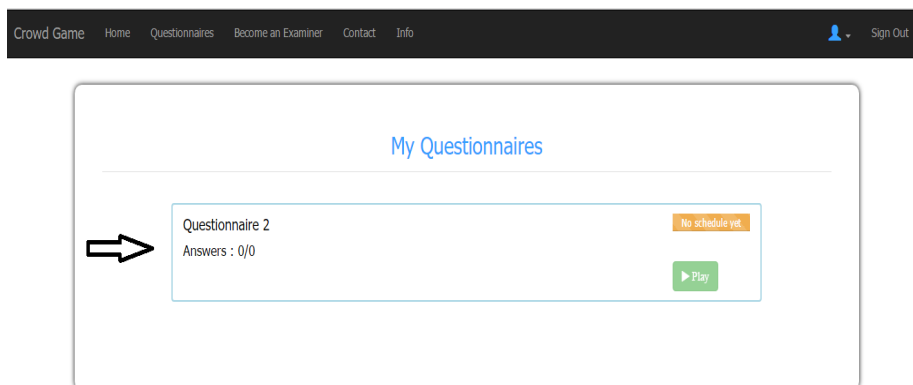 Crowd Game Home Questionnaires Become an Examiner Contact Info Sign Out
My Questionnaires
Questionnaire 2
No schedule yet
Answers : 0/0
Play